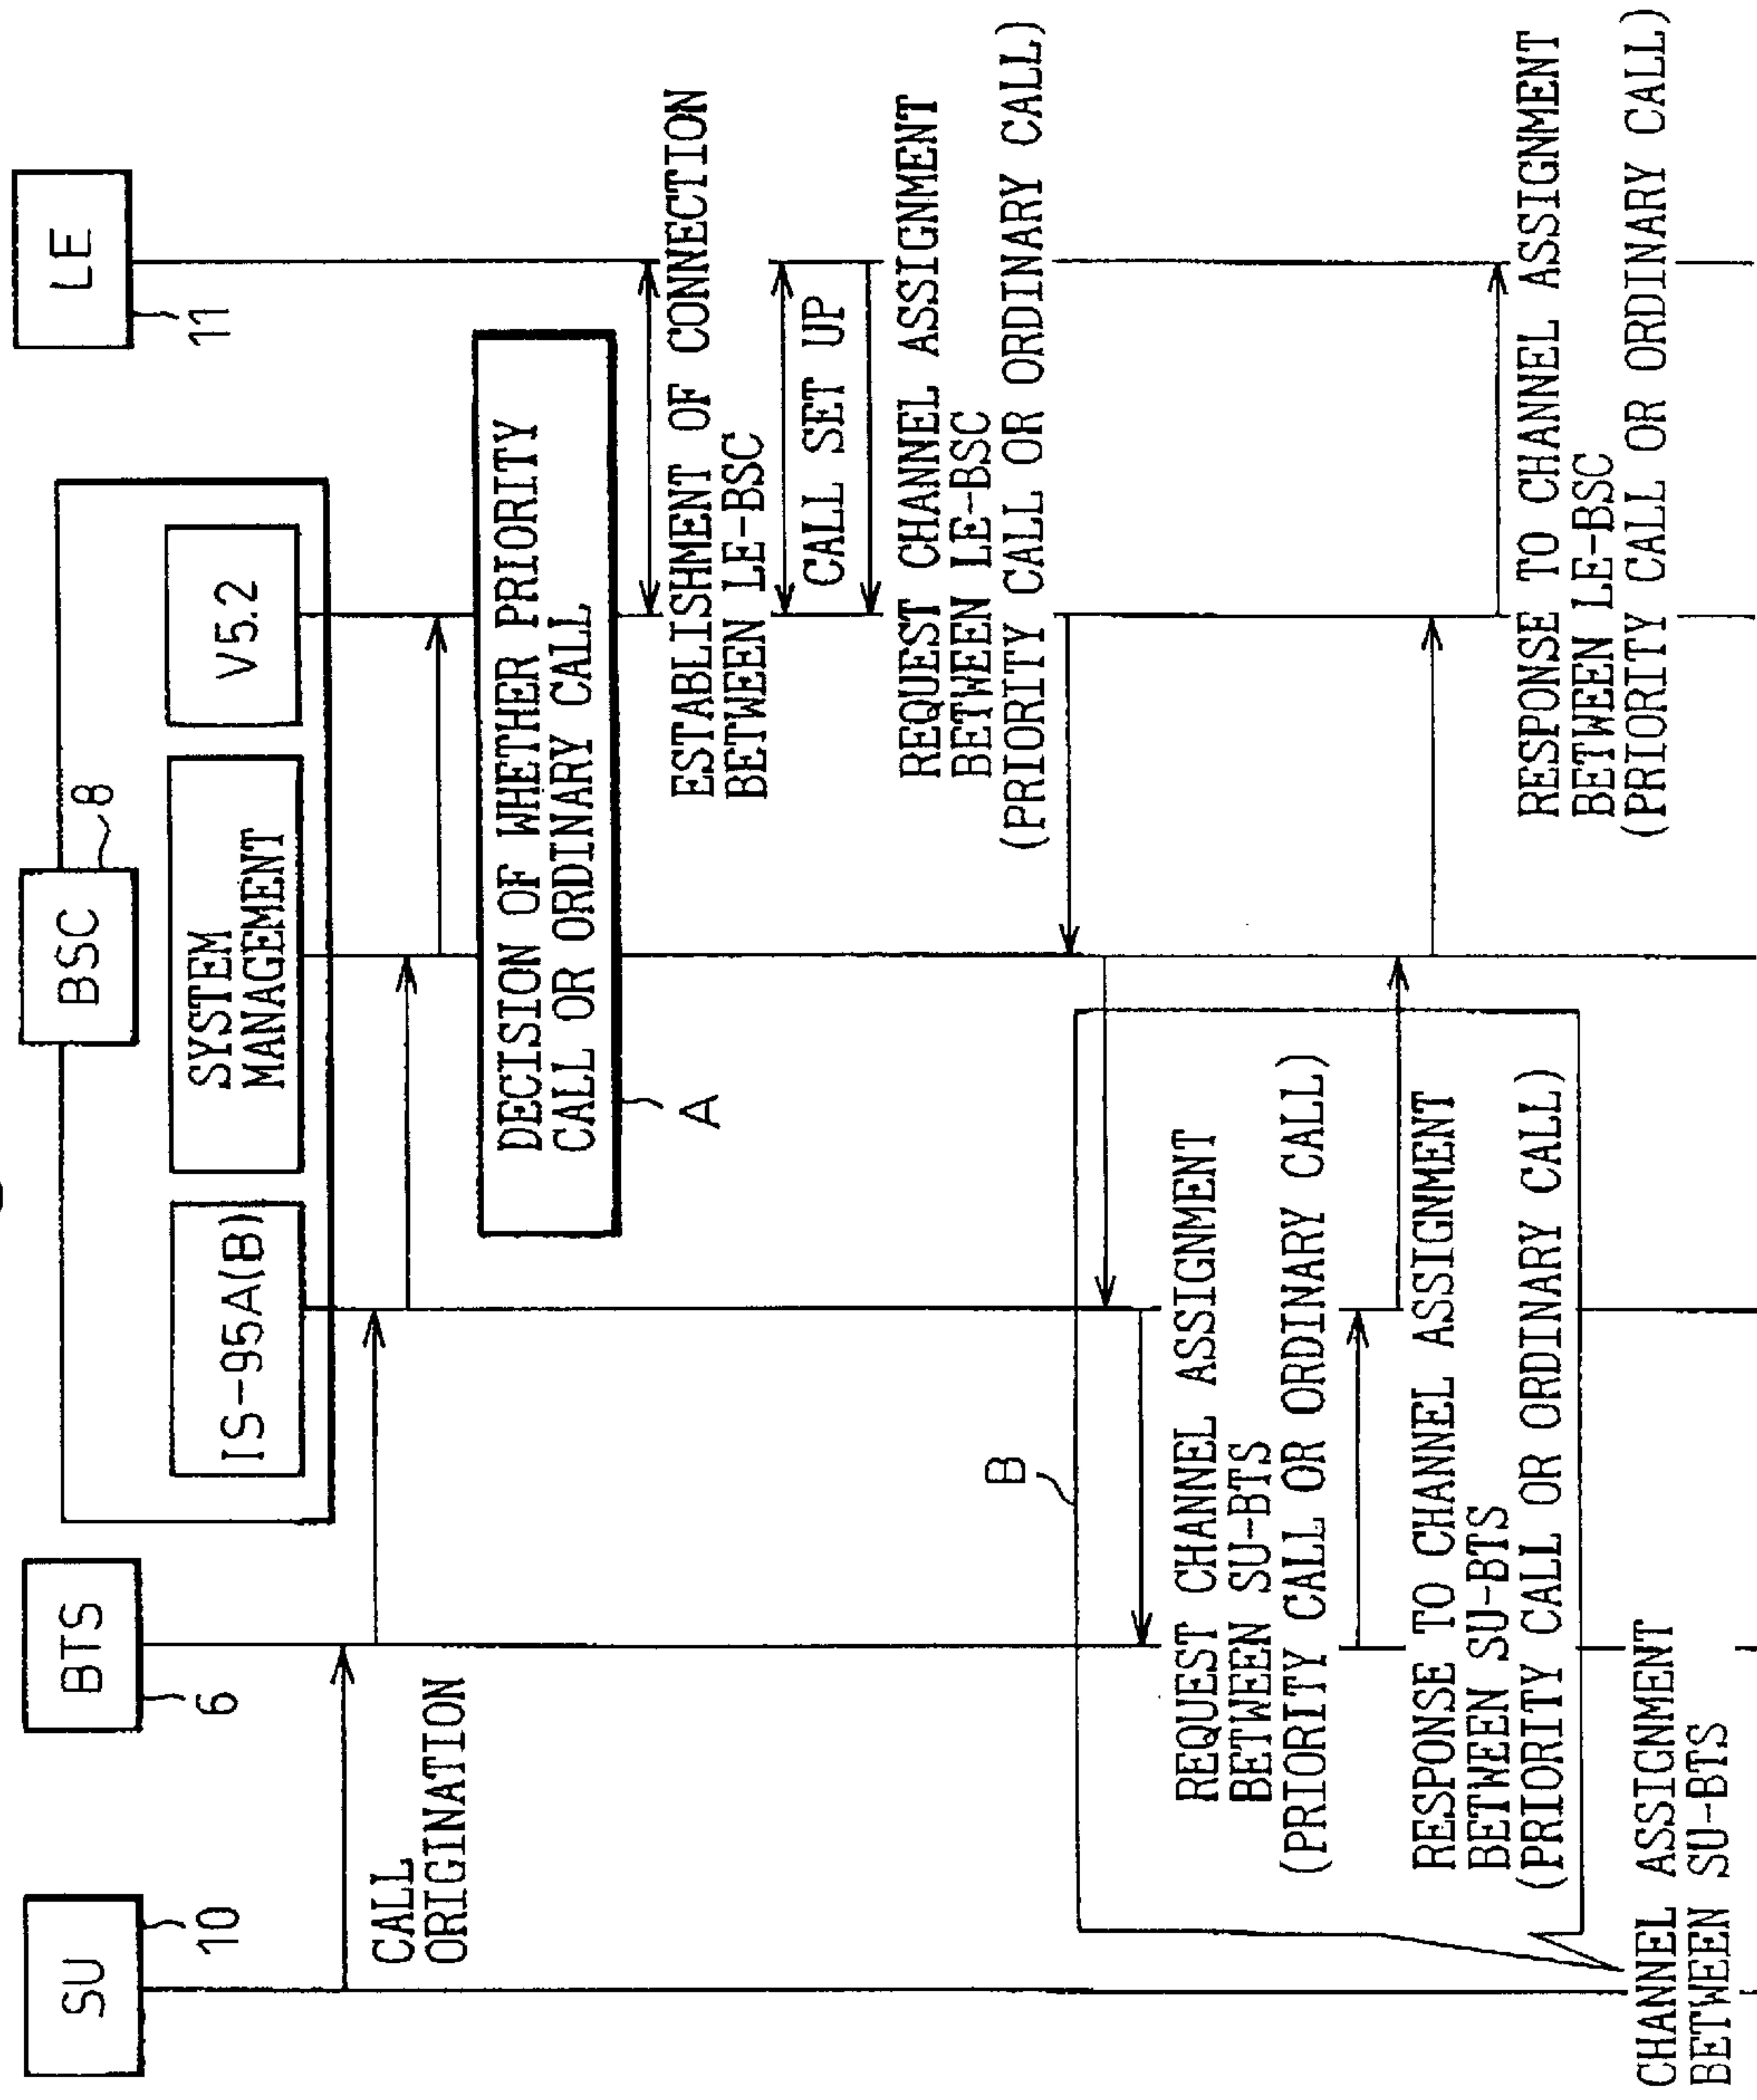 SU
10
BTS
6
BSC
8
LE
11
IS-95A(B)
SYSTEM
MANAGEMENT
V5.2
CALL
ORIGINATION
DECISION OF WHETHER PRIORITY
CALL OR ORDINARY CALL
A
ESTABLISHMENT OF CONNECTION
BETWEEN LE-BSC
CALL SET UP
REQUEST CHANNEL ASSIGNMENT
BETWEEN LE-BSC
(PRIORITY CALL OR ORDINARY CALL)
B
REQUEST CHANNEL ASSIGNMENT
BETWEEN SU-BTS
(PRIORITY CALL OR ORDINARY CALL)
RESPONSE TO CHANNEL ASSIGNMENT
BETWEEN SU-BTS
(PRIORITY CALL OR ORDINARY CALL)
RESPONSE TO CHANNEL ASSIGNMENT
BETWEEN LE-BSC
(PRIORITY CALL OR ORDINARY CALL)
CHANNEL ASSIGNMENT
BETWEEN SU-BTS